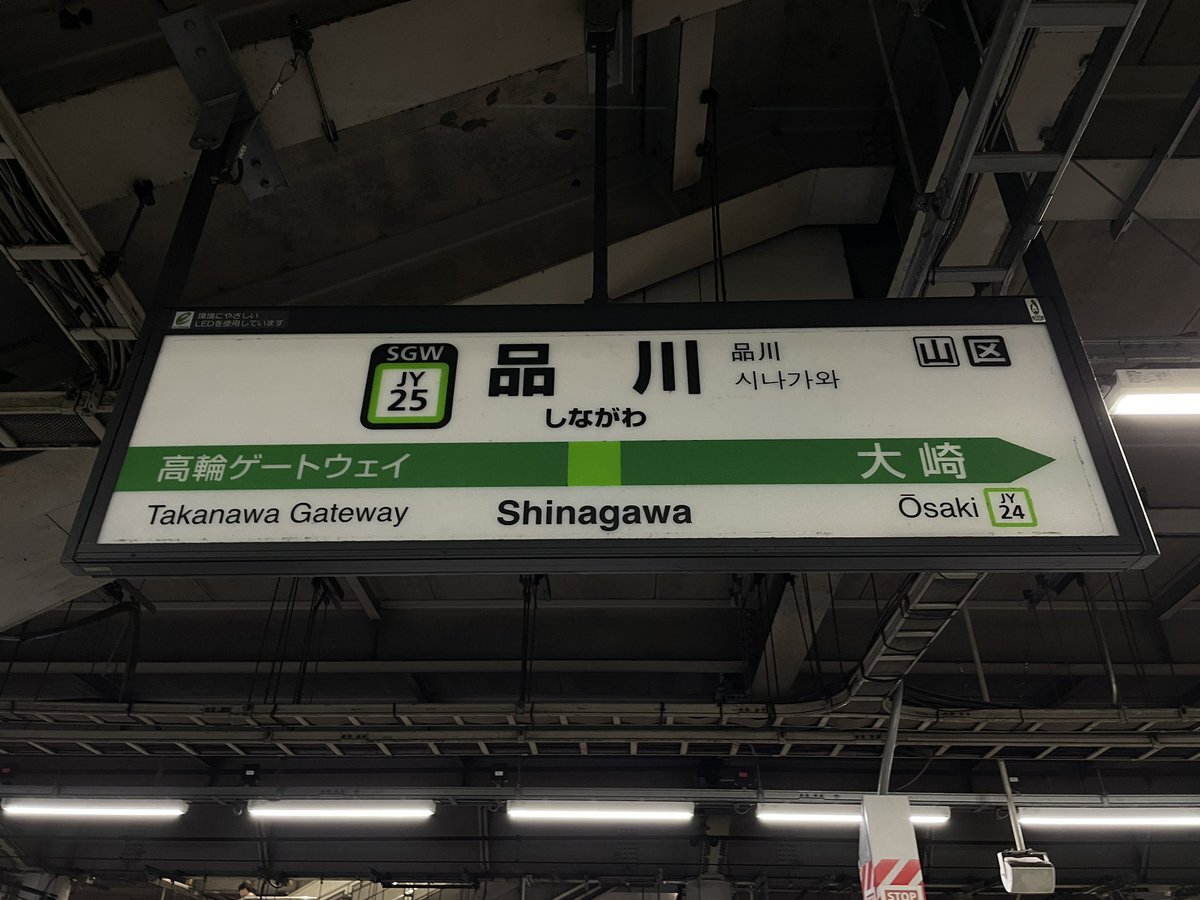 環境にやさしい
LEDを使用しています
SGW
JY
25
品川
しながわ
品川
시나가와
山 区
高輪ゲートウェイ
大崎
Takanawa Gateway
Shinagawa
Ōsaki
JY
24
STOP